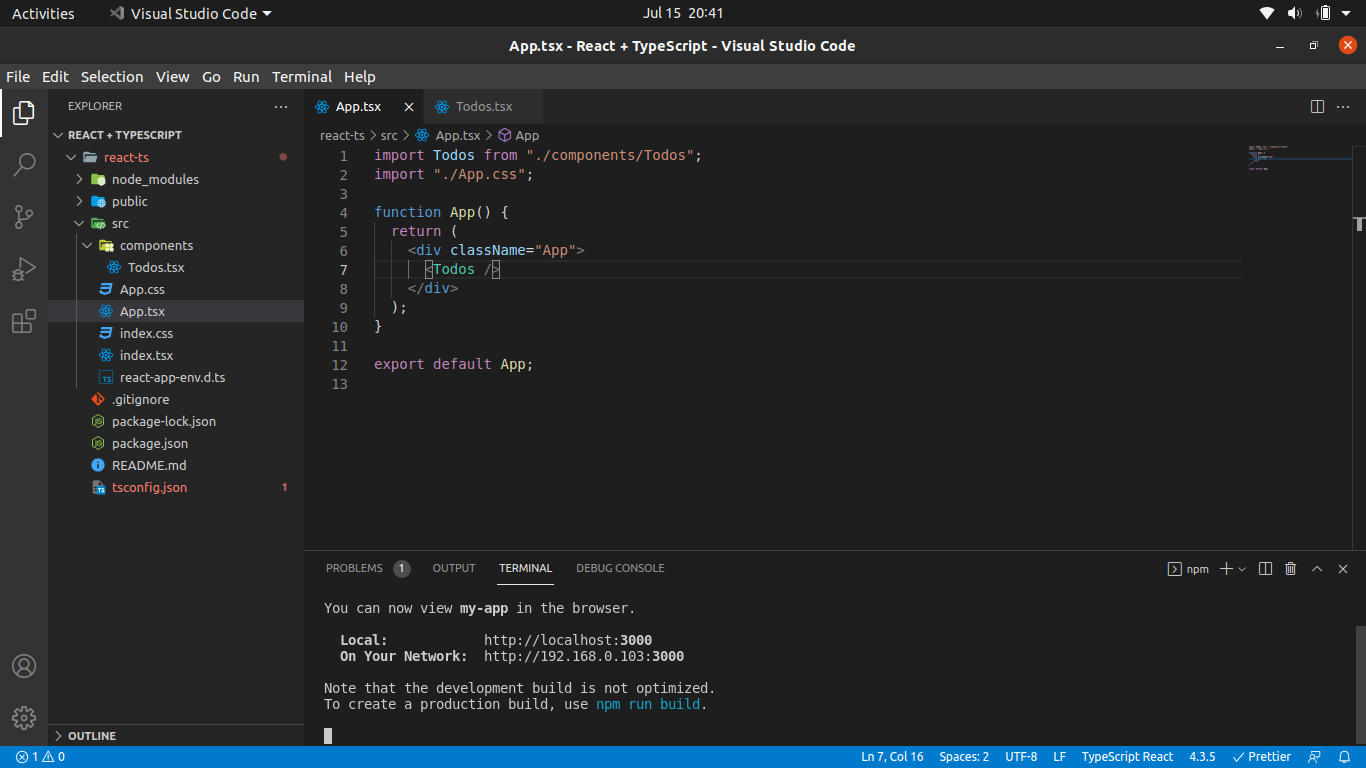 Activities Visual Studio Code Jul 15 20:41
App.tsx - React + TypeScript - Visual Studio Code
File Edit Selection View Go Run Terminal Help
EXPLORER
REACT + TYPESCRIPT
react-ts
node_modules
public
src
components
Todos.tsx
App.css
App.tsx
index.css
index.tsx
TS react-app-env.d.ts
.gitignore
package-lock.json
package.json
README.md
TS tsconfig.json 1
OUTLINE
App.tsx Todos.tsx
react-ts > src > App.tsx > App
1 import Todos from "./components/Todos";
2 import "./App.css";
3
4 function App() {
5 return (
6 <div className="App">
7 <Todos />
8 </div>
9 );
10 }
11
12 export default App;
13
PROBLEMS 1 OUTPUT TERMINAL DEBUG CONSOLE npm
You can now view my-app in the browser.
Local: http://localhost:3000
On Your Network: http://192.168.0.103:3000
Note that the development build is not optimized.
To create a production build, use npm run build.
1 0 Ln 7, Col 16 Spaces: 2 UTF-8 LF TypeScript React 4.3.5 Prettier